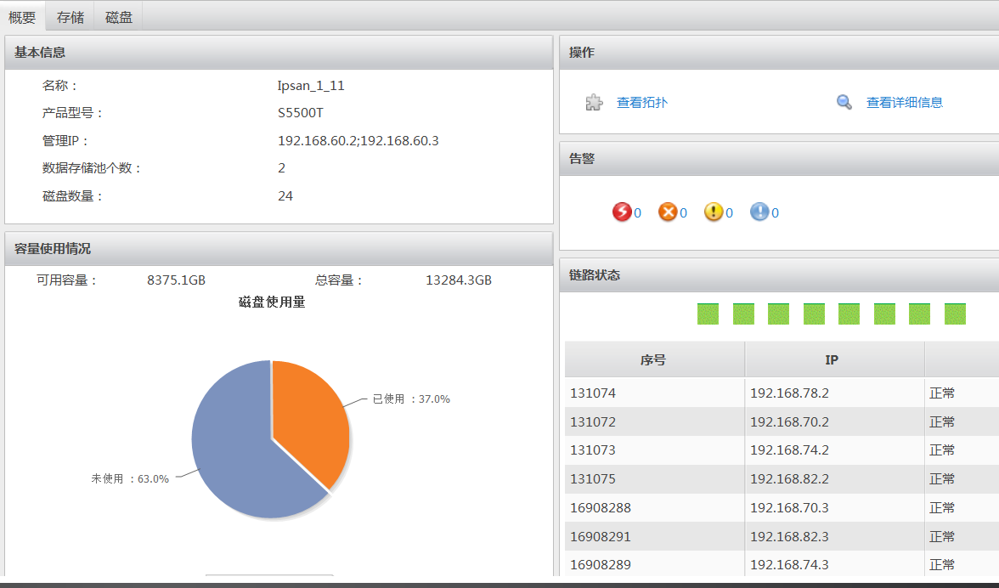 概要 存储 磁盘
基本信息
名称： Ipsan_1_11
产品型号： S5500T
管理IP： 192.168.60.2;192.168.60.3
数据存储池个数： 2
磁盘数量： 24
容量使用情况
可用容量： 8375.1GB 总容量： 13284.3GB
磁盘使用量
已使用 ：37.0%
未使用 ：63.0%
操作
查看拓扑 查看详细信息
告警
0 0 0 0
链路状态
序号 IP
131074 192.168.78.2 正常
131072 192.168.70.2 正常
131073 192.168.74.2 正常
131075 192.168.82.2 正常
16908288 192.168.70.3 正常
16908291 192.168.82.3 正常
16908289 192.168.74.3 正常